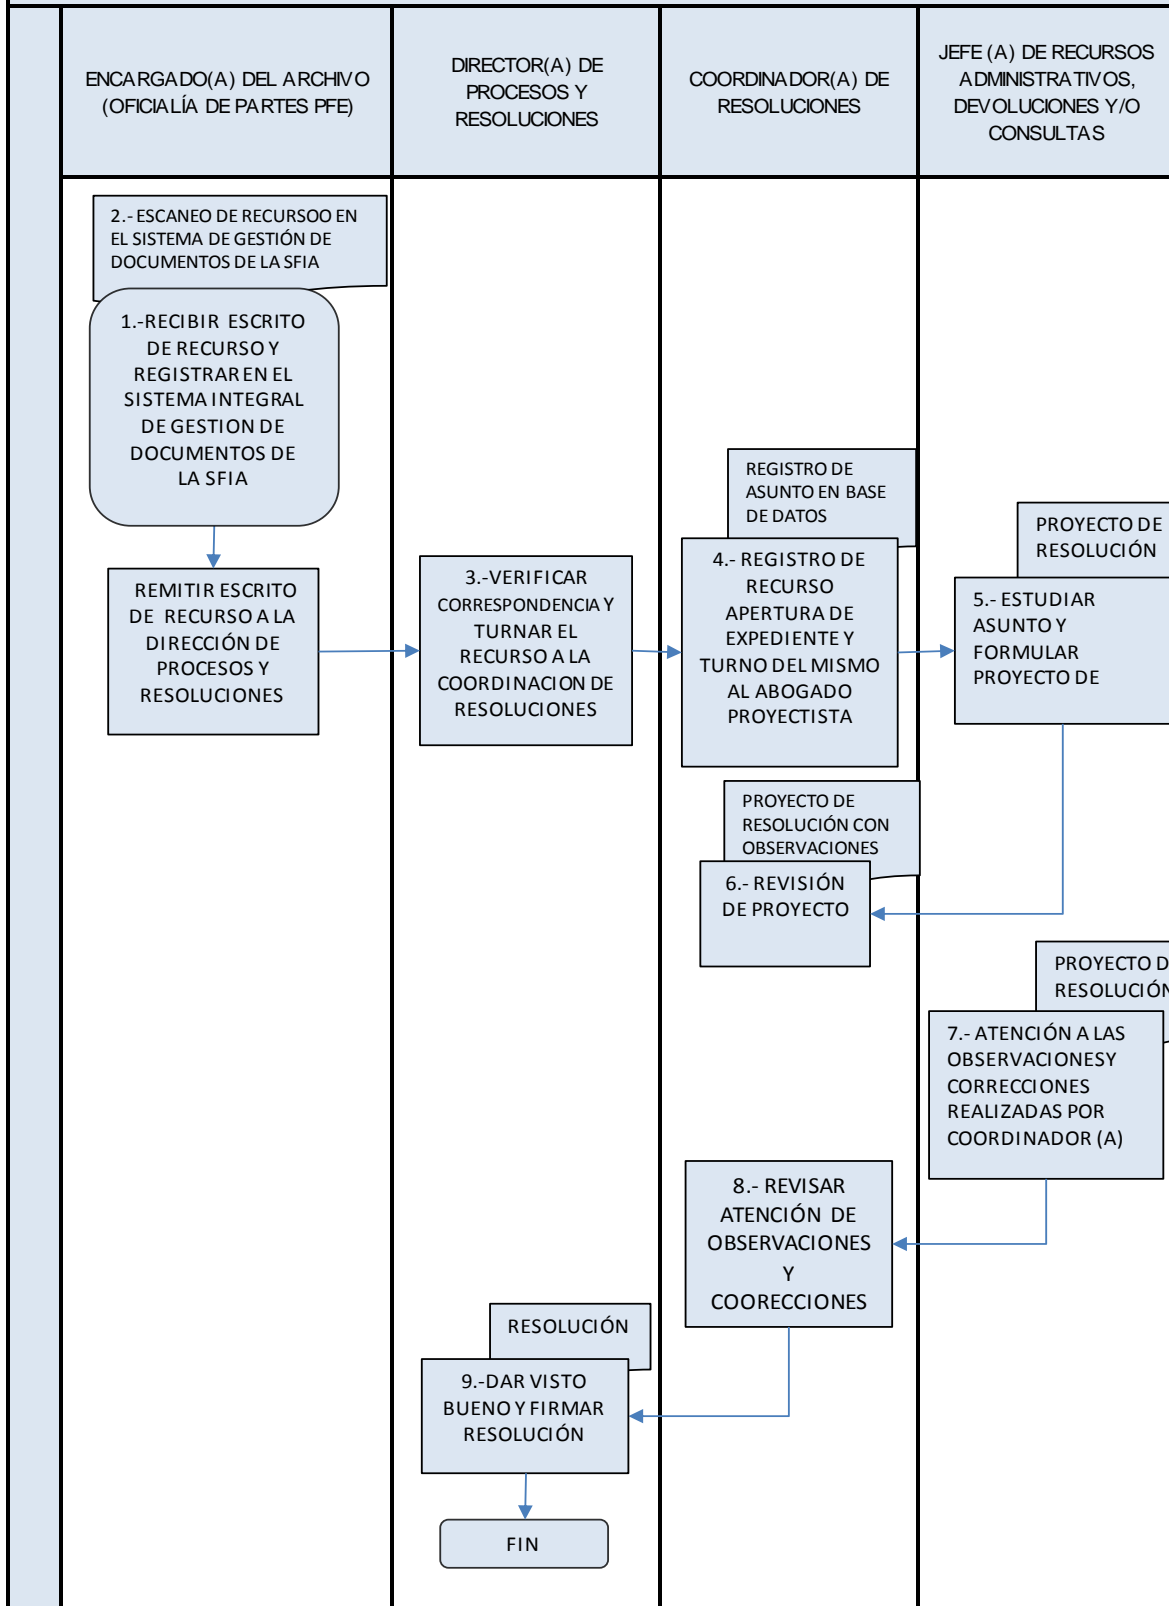 ENCARGADO(A) DEL ARCHIVO
(OFICIALÍA DE PARTES PFE)
DIRECTOR(A) DE
PROCESOS Y
RESOLUCIONES
COORDINADOR(A) DE
RESOLUCIONES
JEFE (A) DE RECURSOS
ADMINISTRATIVOS,
DEVOLUCIONES Y/O
CONSULTAS
2.- ESCANEO DE RECURSOO EN
EL SISTEMA DE GESTIÓN DE
DOCUMENTOS DE LA SFIA
1.-RECIBIR ESCRITO
DE RECURSO Y
REGISTRAR EN EL
SISTEMA INTEGRAL
DE GESTION DE
DOCUMENTOS DE
LA SFIA
REMITIR ESCRITO
DE RECURSO A LA
DIRECCIÓN DE
PROCESOS Y
RESOLUCIONES
3.-VERIFICAR
CORRESPONDENCIA Y
TURNAR EL
RECURSO A LA
COORDINACION DE
RESOLUCIONES
REGISTRO DE
ASUNTO EN BASE
DE DATOS
4.- REGISTRO DE
RECURSO
APERTURA DE
EXPEDIENTE Y
TURNO DEL MISMO
AL ABOGADO
PROYECTISTA
PROYECTO DE
RESOLUCIÓN
5.- ESTUDIAR
ASUNTO Y
FORMULAR
PROYECTO DE
PROYECTO DE
RESOLUCIÓN CON
OBSERVACIONES
6.- REVISIÓN
DE PROYECTO
PROYECTO D
RESOLUCIÓN
7.- ATENCIÓN A LAS
OBSERVACIONES Y
CORRECCIONES
REALIZADAS POR
COORDINADOR (A)
8.- REVISAR
ATENCIÓN DE
OBSERVACIONES
Y
COORECCIONES
RESOLUCIÓN
9.-DAR VISTO
BUENO Y FIRMAR
RESOLUCIÓN
FIN